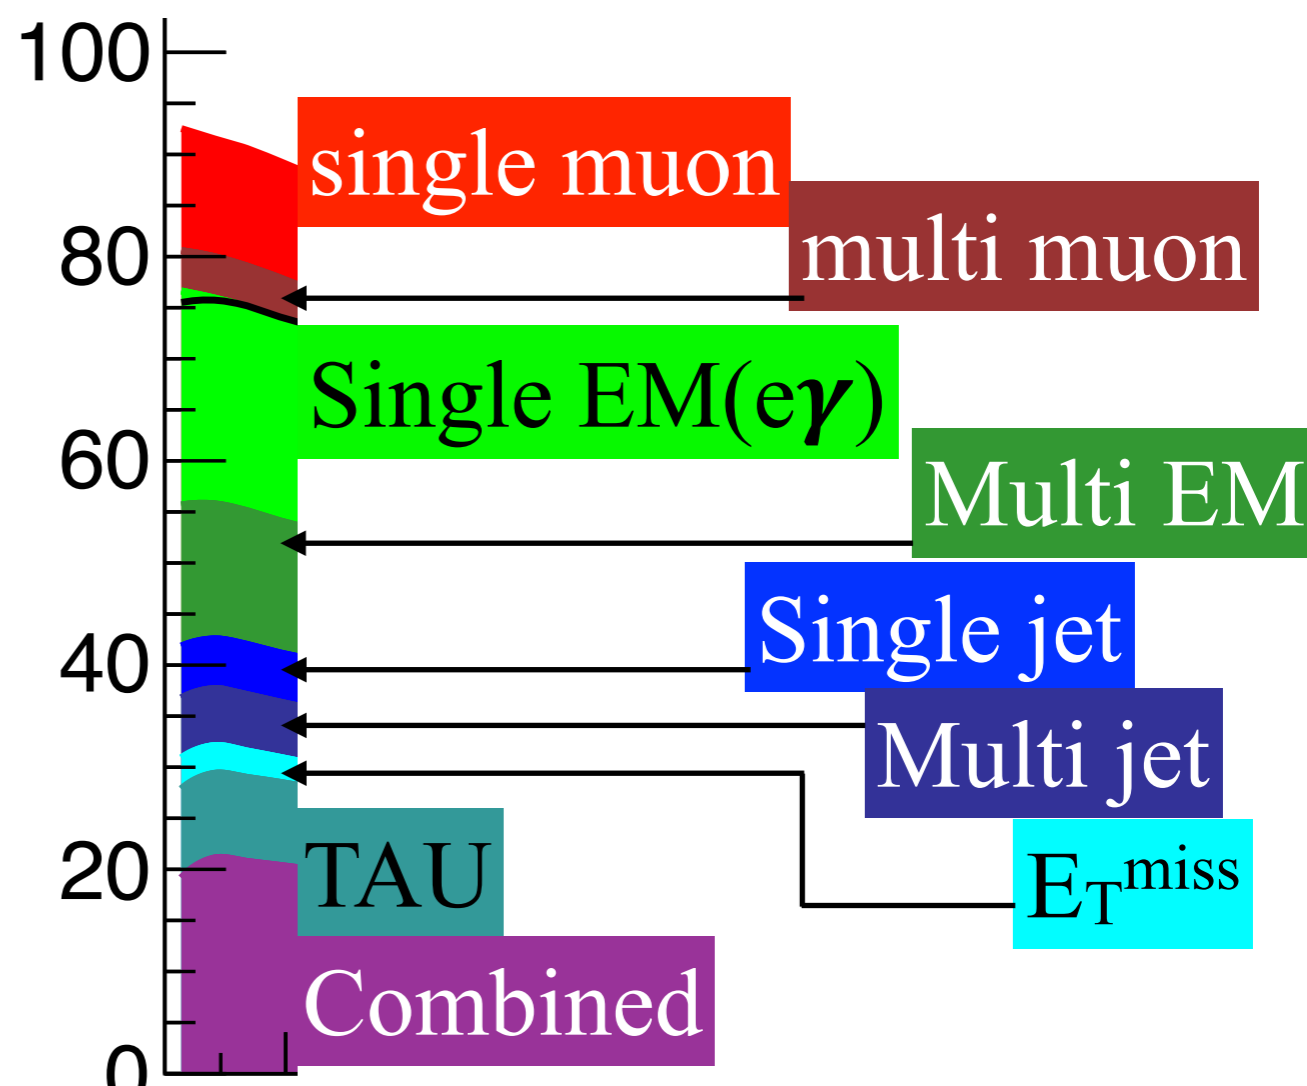 100
single muon
multi muon
80
Single EM(eγ)
60
Multi EM
Single jet
40
Multi jet
TAU
20
E_T^miss
Combined
0